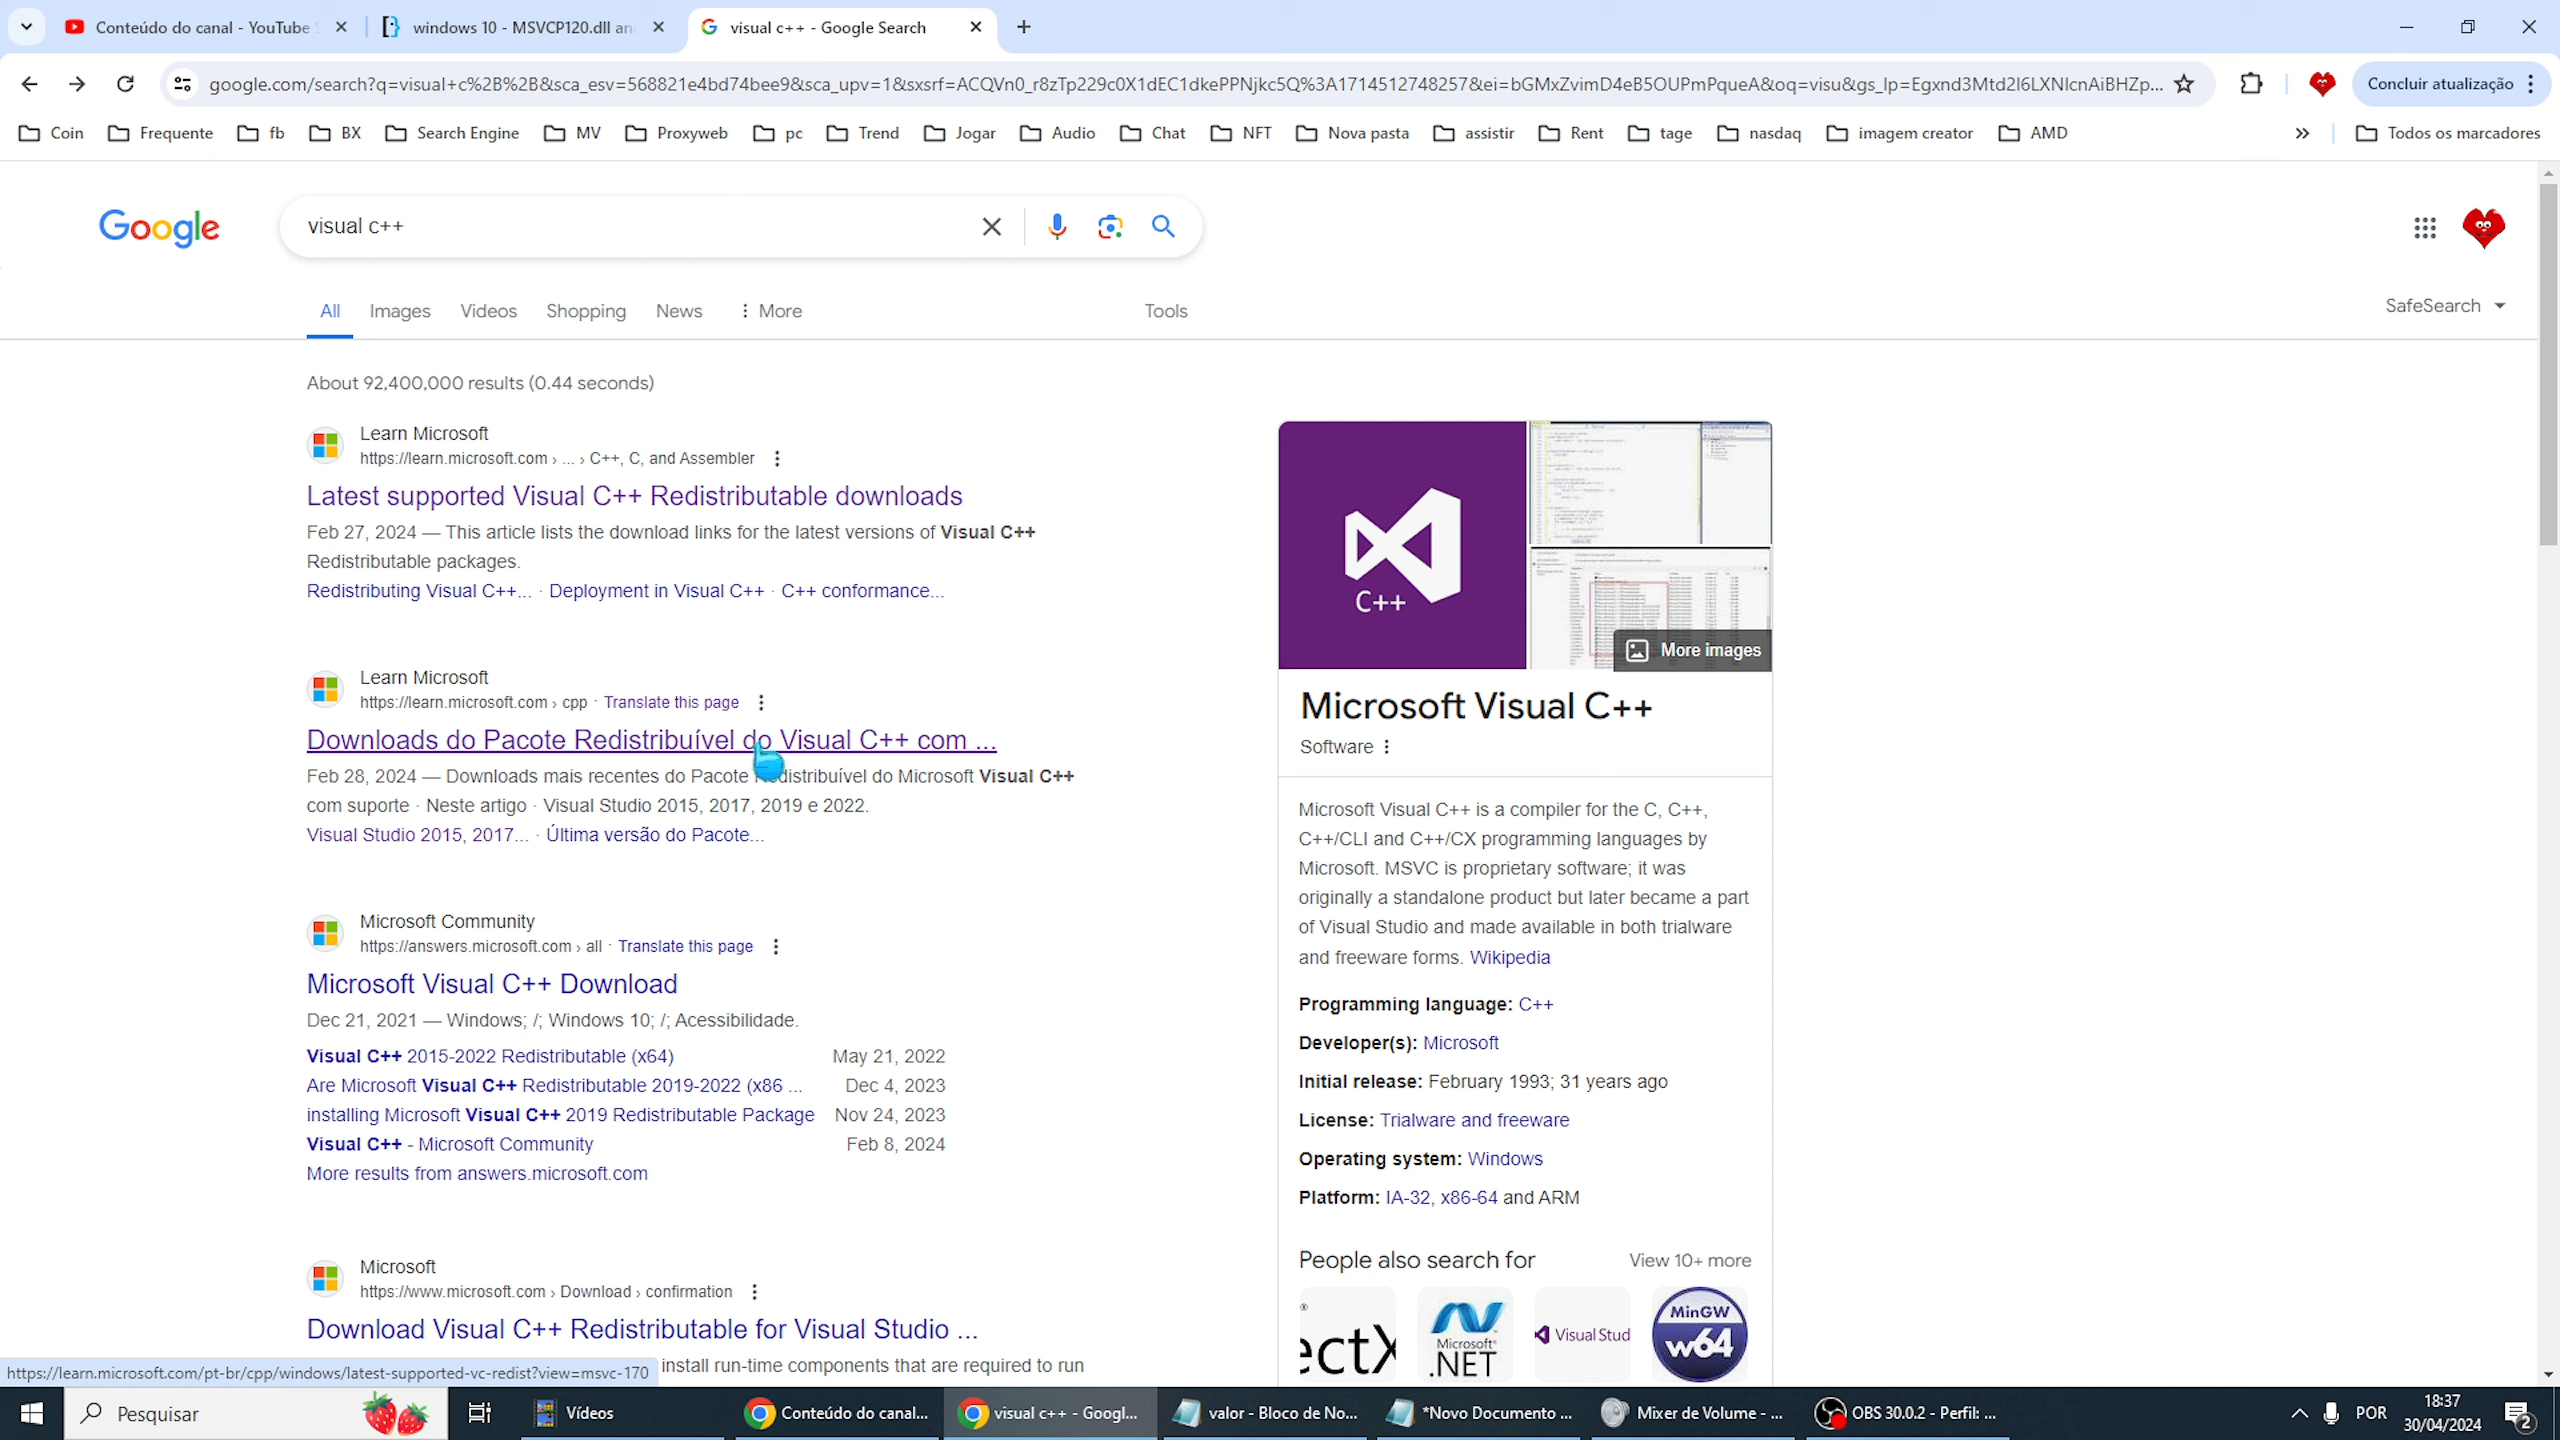 Conteúdo do canal - YouTube
windows 10 - MSVCP120.dll an
visual c++ - Google Search
google.com/search?q=visual+c%2B%2B&sca_esv=568821e4bd74bee9&sca_upv=1&sxsrf=ACQVn0_r8zTp229c0X1dEC1dkePPNjkc5Q%3A1714512748257&ei=bGMxZvimD4eB5OUPmPqueA&oq=visu&gs_lp=Egxnd3Mtd2l6LXNlcnAiBHZp...
Concluir atualização
Coin Frequente fb BX Search Engine MV Proxyweb pc Trend Jogar Audio Chat NFT Nova pasta assistir Rent tage nasdaq imagem creator AMD » Todos os marcadores
Google
visual c++
All Images Videos Shopping News More Tools
SafeSearch
About 92,400,000 results (0.44 seconds)
Learn Microsoft
https://learn.microsoft.com › ... › C++, C, and Assembler
Latest supported Visual C++ Redistributable downloads
Feb 27, 2024 — This article lists the download links for the latest versions of Visual C++
Redistributable packages.
Redistributing Visual C++... · Deployment in Visual C++ · C++ conformance...
Learn Microsoft
https://learn.microsoft.com › cpp · Translate this page
Downloads do Pacote Redistribuível do Visual C++ com ...
Feb 28, 2024 — Downloads mais recentes do Pacote Redistribuível do Microsoft Visual C++
com suporte · Neste artigo · Visual Studio 2015, 2017, 2019 e 2022.
Visual Studio 2015, 2017... · Última versão do Pacote...
Microsoft Community
https://answers.microsoft.com › all · Translate this page
Microsoft Visual C++ Download
Dec 21, 2021 — Windows; /; Windows 10; /; Acessibilidade.
Visual C++ 2015-2022 Redistributable (x64) May 21, 2022
Are Microsoft Visual C++ Redistributable 2019-2022 (x86 ... Dec 4, 2023
installing Microsoft Visual C++ 2019 Redistributable Package Nov 24, 2023
Visual C++ - Microsoft Community Feb 8, 2024
More results from answers.microsoft.com
Microsoft
https://www.microsoft.com › Download › confirmation
Download Visual C++ Redistributable for Visual Studio ...
install run-time components that are required to run
https://learn.microsoft.com/pt-br/cpp/windows/latest-supported-vc-redist?view=msvc-170
C++
More images
Microsoft Visual C++
Software
Microsoft Visual C++ is a compiler for the C, C++,
C++/CLI and C++/CX programming languages by
Microsoft. MSVC is proprietary software; it was
originally a standalone product but later became a part
of Visual Studio and made available in both trialware
and freeware forms. Wikipedia
Programming language: C++
Developer(s): Microsoft
Initial release: February 1993; 31 years ago
License: Trialware and freeware
Operating system: Windows
Platform: IA-32, x86-64 and ARM
People also search for View 10+ more
ectX
Microsoft®
.NET
Visual Stud
MinGW
w64
Pesquisar
Vídeos
Conteúdo do canal...
visual c++ - Googl...
valor - Bloco de No...
*Novo Documento ...
Mixer de Volume - ...
OBS 30.0.2 - Perfil: ...
POR
18:37
30/04/2024
2